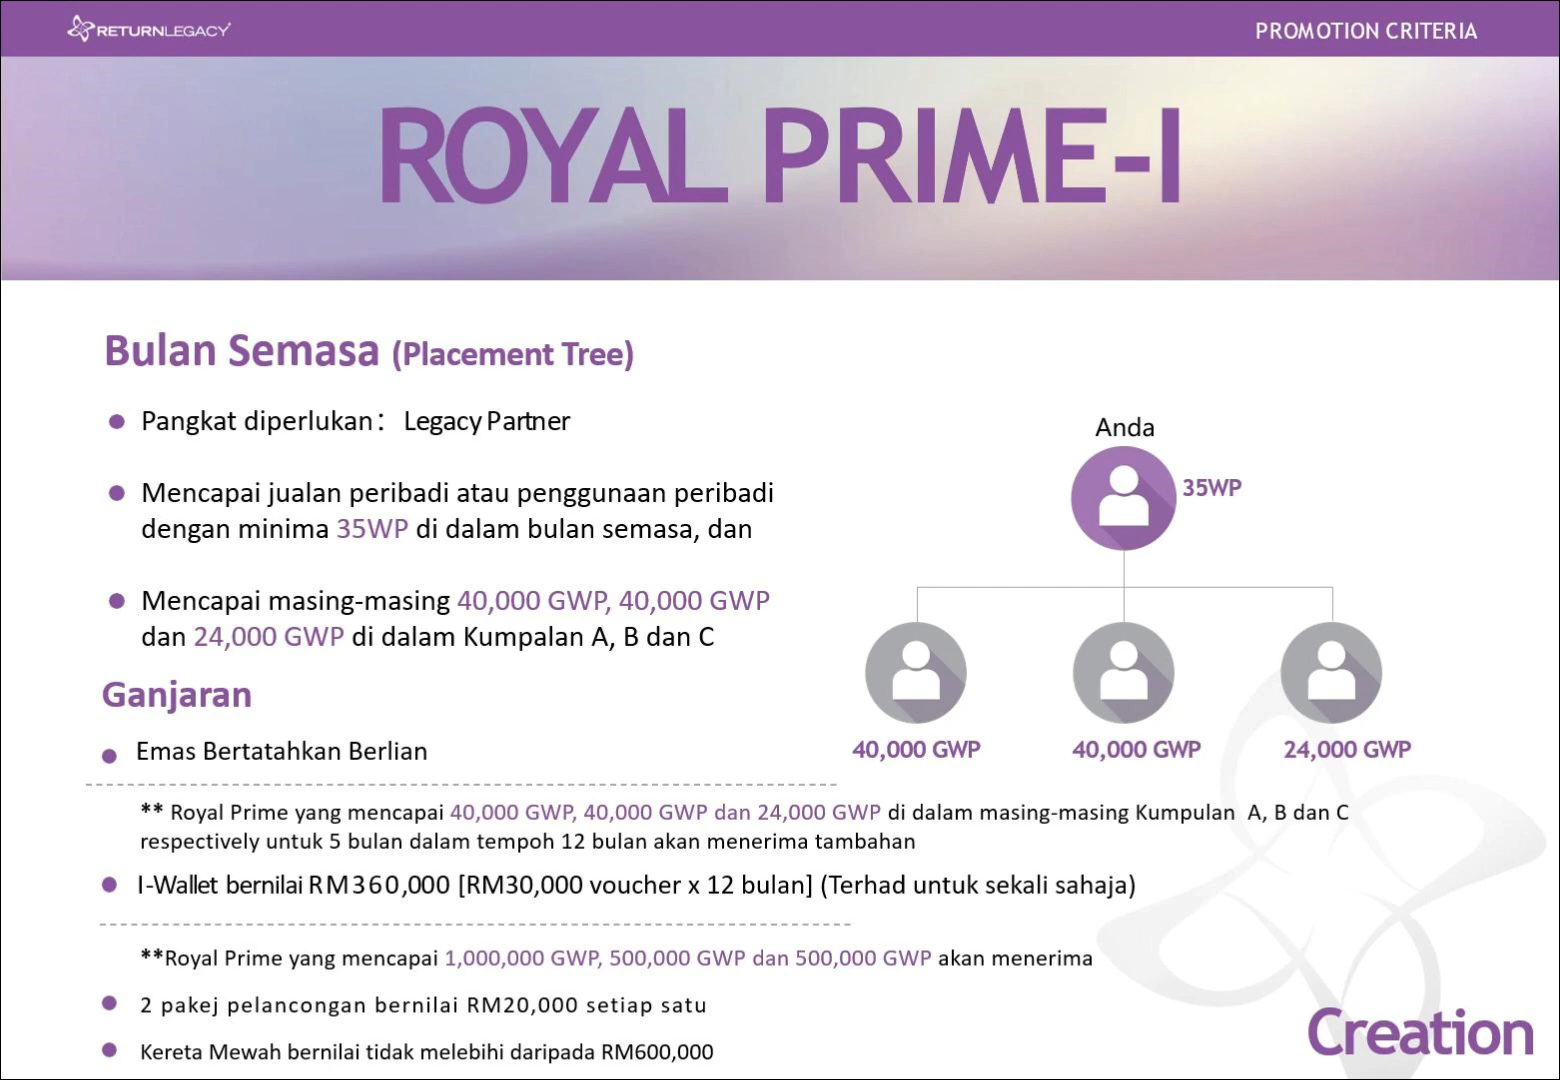 RETURNLEGACY
PROMOTION CRITERIA
ROYAL PRIME-I
Bulan Semasa (Placement Tree)
Pangkat diperlukan： Legacy Partner
Mencapai jualan peribadi atau penggunaan peribadi
dengan minima 35WP di dalam bulan semasa, dan
Mencapai masing-masing 40,000 GWP, 40,000 GWP
dan 24,000 GWP di dalam Kumpalan A, B dan C
Anda
35WP
40,000 GWP
40,000 GWP
24,000 GWP
Ganjaran
Emas Bertatahkan Berlian
** Royal Prime yang mencapai 40,000 GWP, 40,000 GWP dan 24,000 GWP di dalam masing-masing Kumpulan A, B dan C
respectively untuk 5 bulan dalam tempoh 12 bulan akan menerima tambahan
I-Wallet bernilai RM360,000 [RM30,000 voucher x 12 bulan] (Terhad untuk sekali sahaja)
**Royal Prime yang mencapai 1,000,000 GWP, 500,000 GWP dan 500,000 GWP akan menerima
2 pakej pelancongan bernilai RM20,000 setiap satu
Kereta Mewah bernilai tidak melebihi daripada RM600,000
Creation